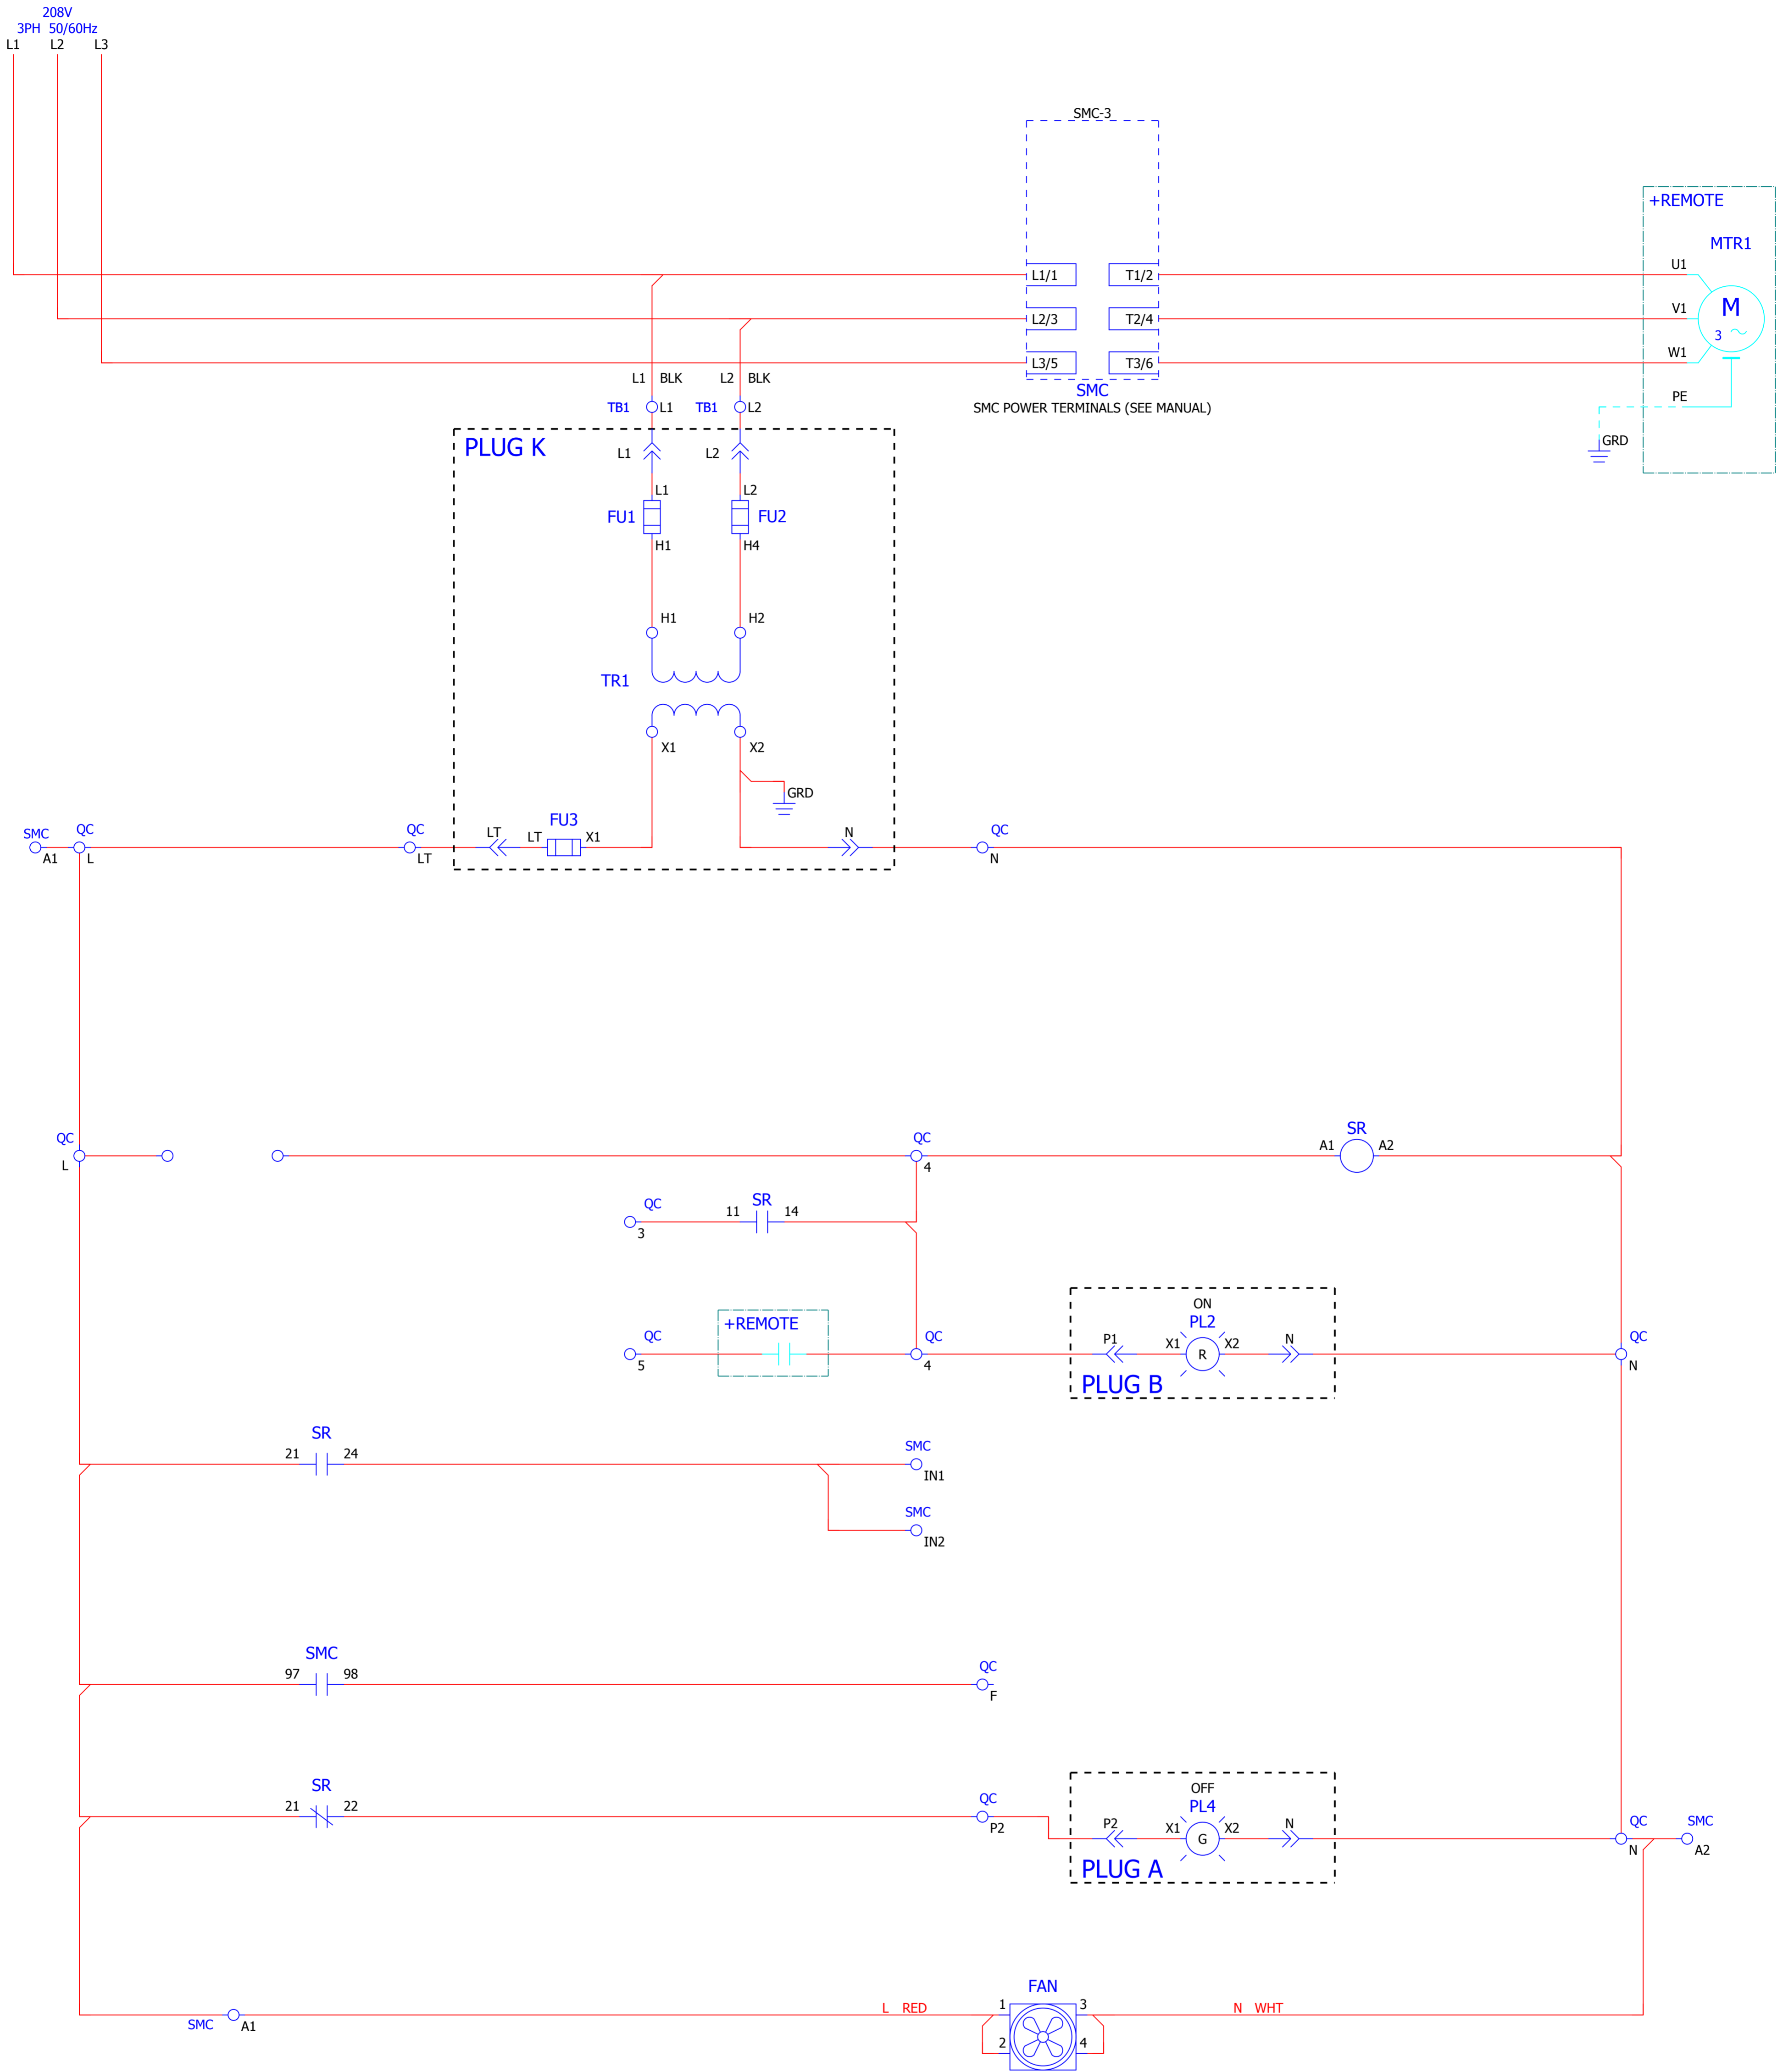 208V
3PH 50/60Hz
L1 L2 L3
SMC-3
+REMOTE
MTR1
L1/1 T1/2 U1
L2/3 T2/4 V1 M
3
L3/5 T3/6 W1
L1 BLK L2 BLK
SMC
PE
TB1 L1 TB1 L2
SMC POWER TERMINALS (SEE MANUAL)
GRD
PLUG K
L1 L2
L1 L2
FU1 FU2
H1 H4
H1 H2
TR1
X1 X2
GRD
SMC QC QC LT LT FU3 X1 N QC
A1 L LT N
QC QC SR
A1 A2
L 4
QC SR
11 14
3
ON
+REMOTE PL2
QC QC P1 X1 R X2 N QC
5 4 N
PLUG B
SR
21 24 SMC
IN1
SMC
IN2
SMC
97 98 QC
F
SR OFF
21 22 QC PL4
P2 P2 X1 G X2 N QC SMC
N A2
PLUG A
FAN
L RED 1 3 N WHT
SMC A1
2 4